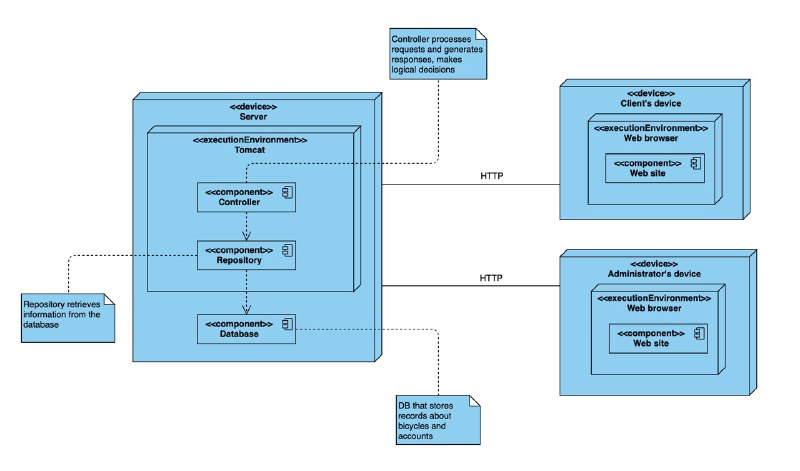 Controller processes
requests and generates
responses, makes
logical decisions
<<device>>
Server
<<executionEnvironment>>
Tomcat
<<component>>
Controller
<<component>>
Repository
<<component>>
Database
Repository retrieves
information from the
database
DB that stores
records about
bicycles and
accounts
HTTP
<<device>>
Client's device
<<executionEnvironment>>
Web browser
<<component>>
Web site
HTTP
<<device>>
Administrator's device
<<executionEnvironment>>
Web browser
<<component>>
Web site